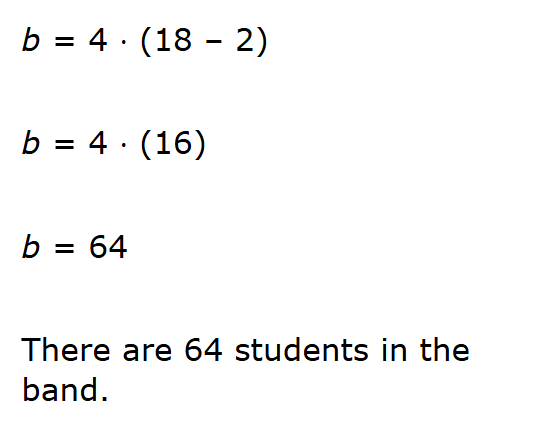 b = 4 · (18 – 2)
b = 4 · (16)
b = 64
There are 64 students in the
band.